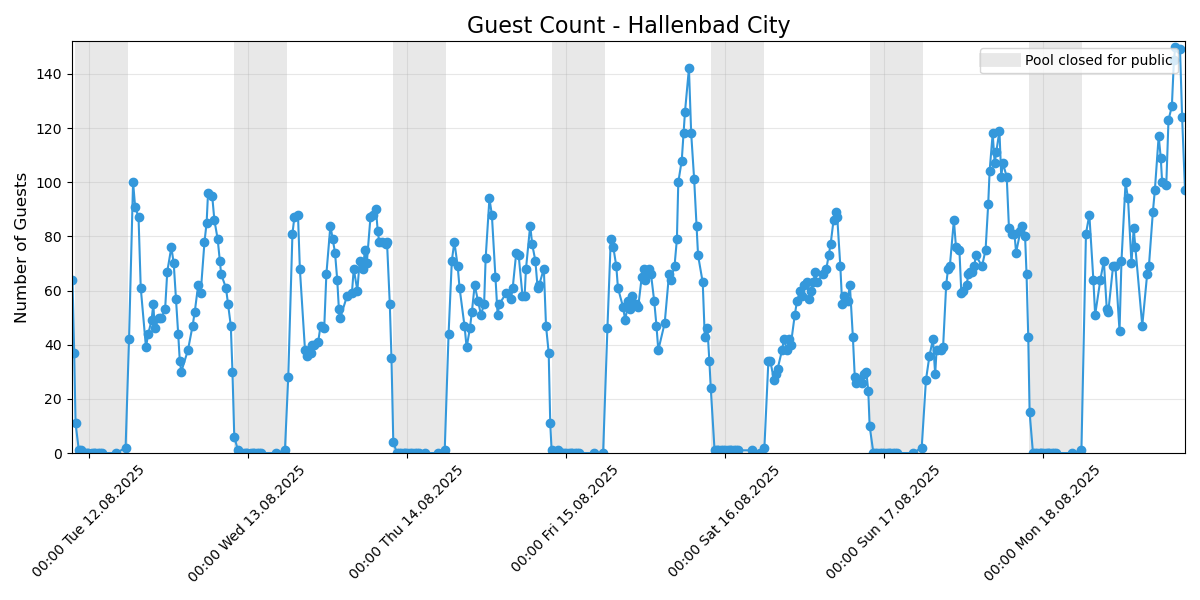 Guest Count - Hallenbad City
Pool closed for public
Number of Guests
140
120
100
80
60
40
20
0
00:00 Tue 12.08.2025
00:00 Wed 13.08.2025
00:00 Thu 14.08.2025
00:00 Fri 15.08.2025
00:00 Sat 16.08.2025
00:00 Sun 17.08.2025
00:00 Mon 18.08.2025